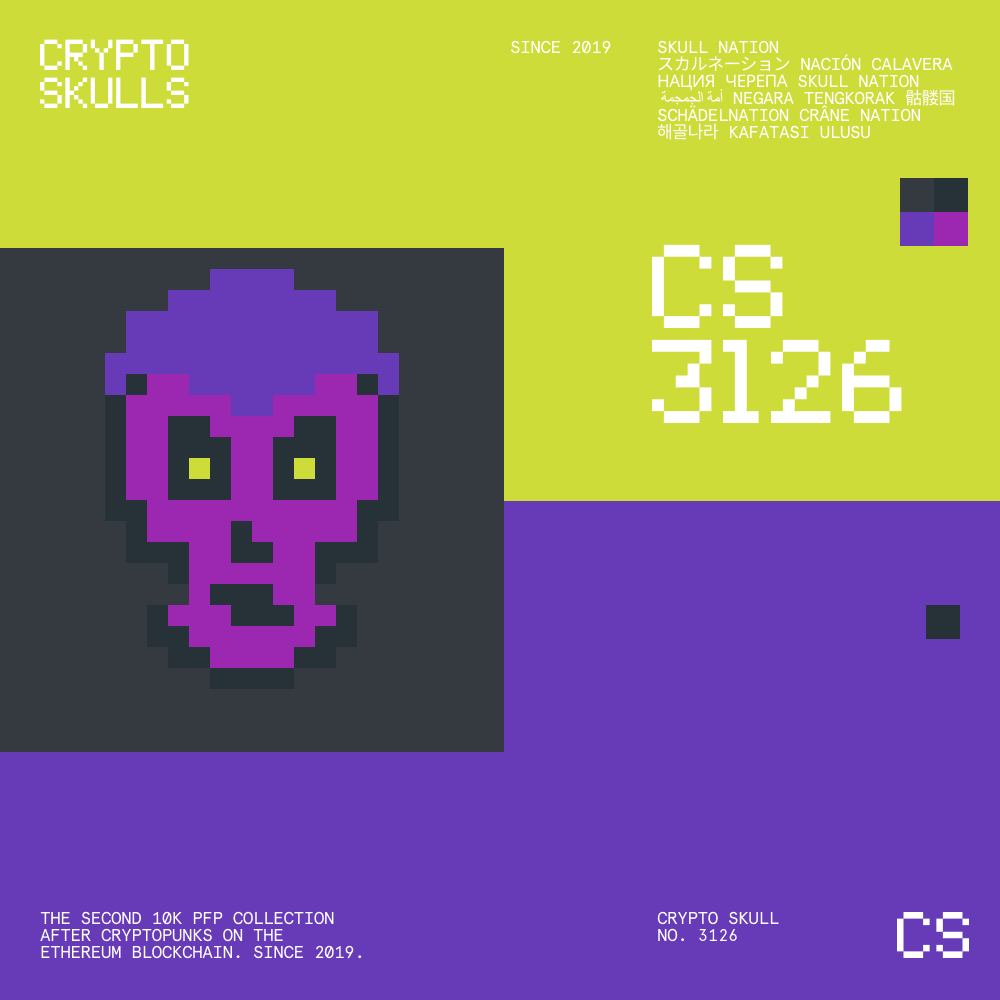 CRYPTO
SKULLS
SINCE 2019
SKULL NATION
スカルネーション NACIÓN CALAVERA
НАЦИЯ ЧЕРЕПА SKULL NATION
أمة الجمجمة NEGARA TENGKORAK 骷髅国
SCHÄDELNATION CRÂNE NATION
해골나라 KAFATASI ULUSU
CS
3126
THE SECOND 10K PFP COLLECTION
AFTER CRYPTOPUNKS ON THE
ETHEREUM BLOCKCHAIN. SINCE 2019.
CRYPTO SKULL
NO. 3126
CS